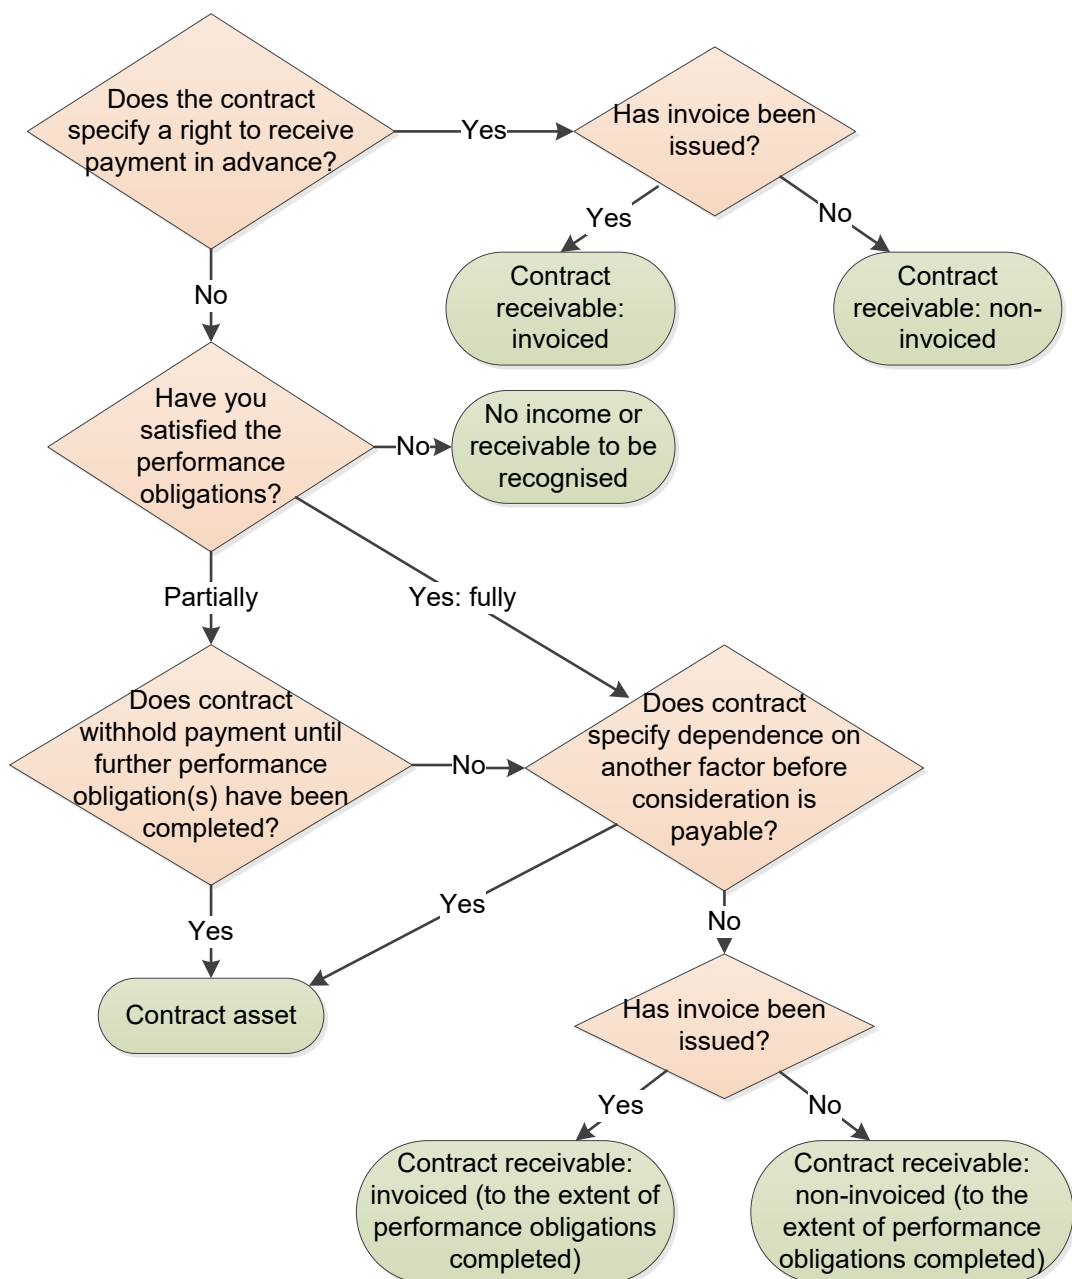 Does the contract
specify a right to receive
payment in advance?
Yes
Has invoice been
issued?
Yes
No
Contract
receivable:
invoiced
Contract
receivable: non-
invoiced
No
Have you
satisfied the
performance
obligations?
No
No income or
receivable to be
recognised
Partially
Yes: fully
Does contract
withhold payment until
further performance
obligation(s) have been
completed?
No
Does contract
specify dependence on
another factor before
consideration is
payable?
Yes
Yes
No
Contract asset
Has invoice been
issued?
Yes
No
Contract receivable:
invoiced (to the extent of
performance obligations
completed)
Contract receivable:
non-invoiced (to the
extent of performance
obligations completed)